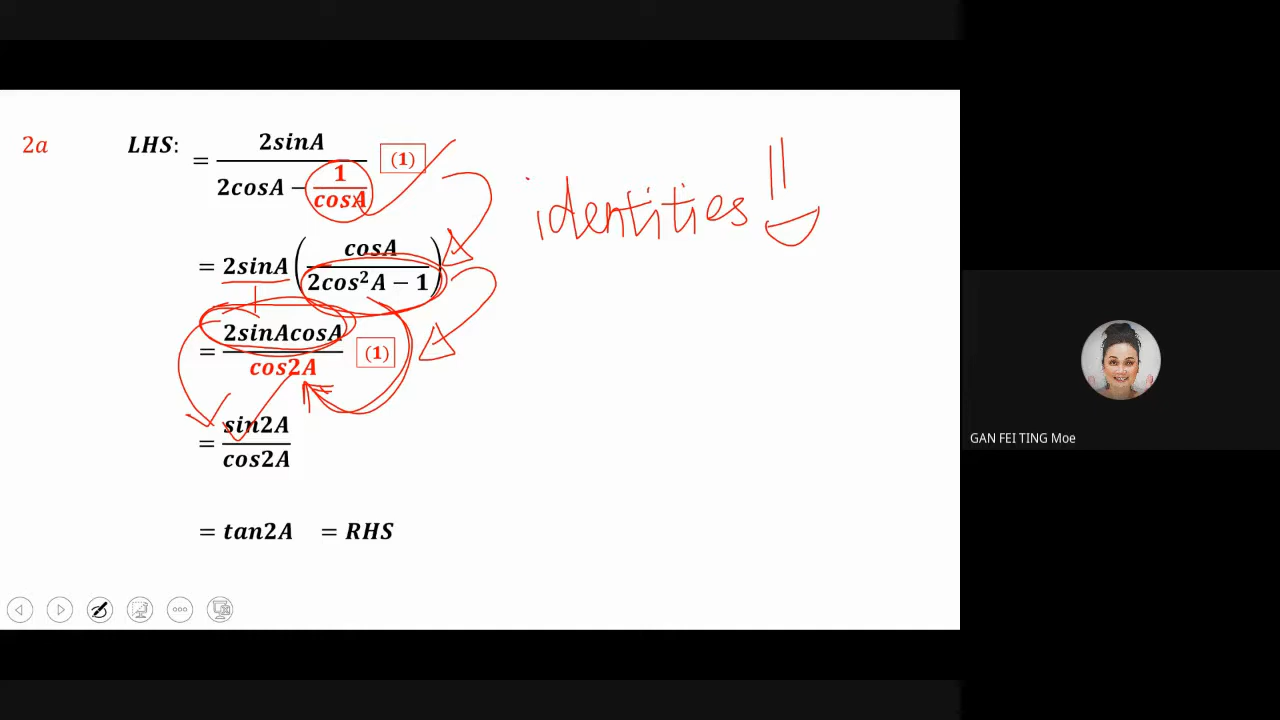 2a LHS: = 2sinA / (2cosA − 1/cosA) (1)
identities !!
= 2sinA (cosA / (2cos²A − 1))
= 2sinAcosA / cos2A (1)
= sin2A / cos2A
= tan2A = RHS
GAN FEI TING Moe